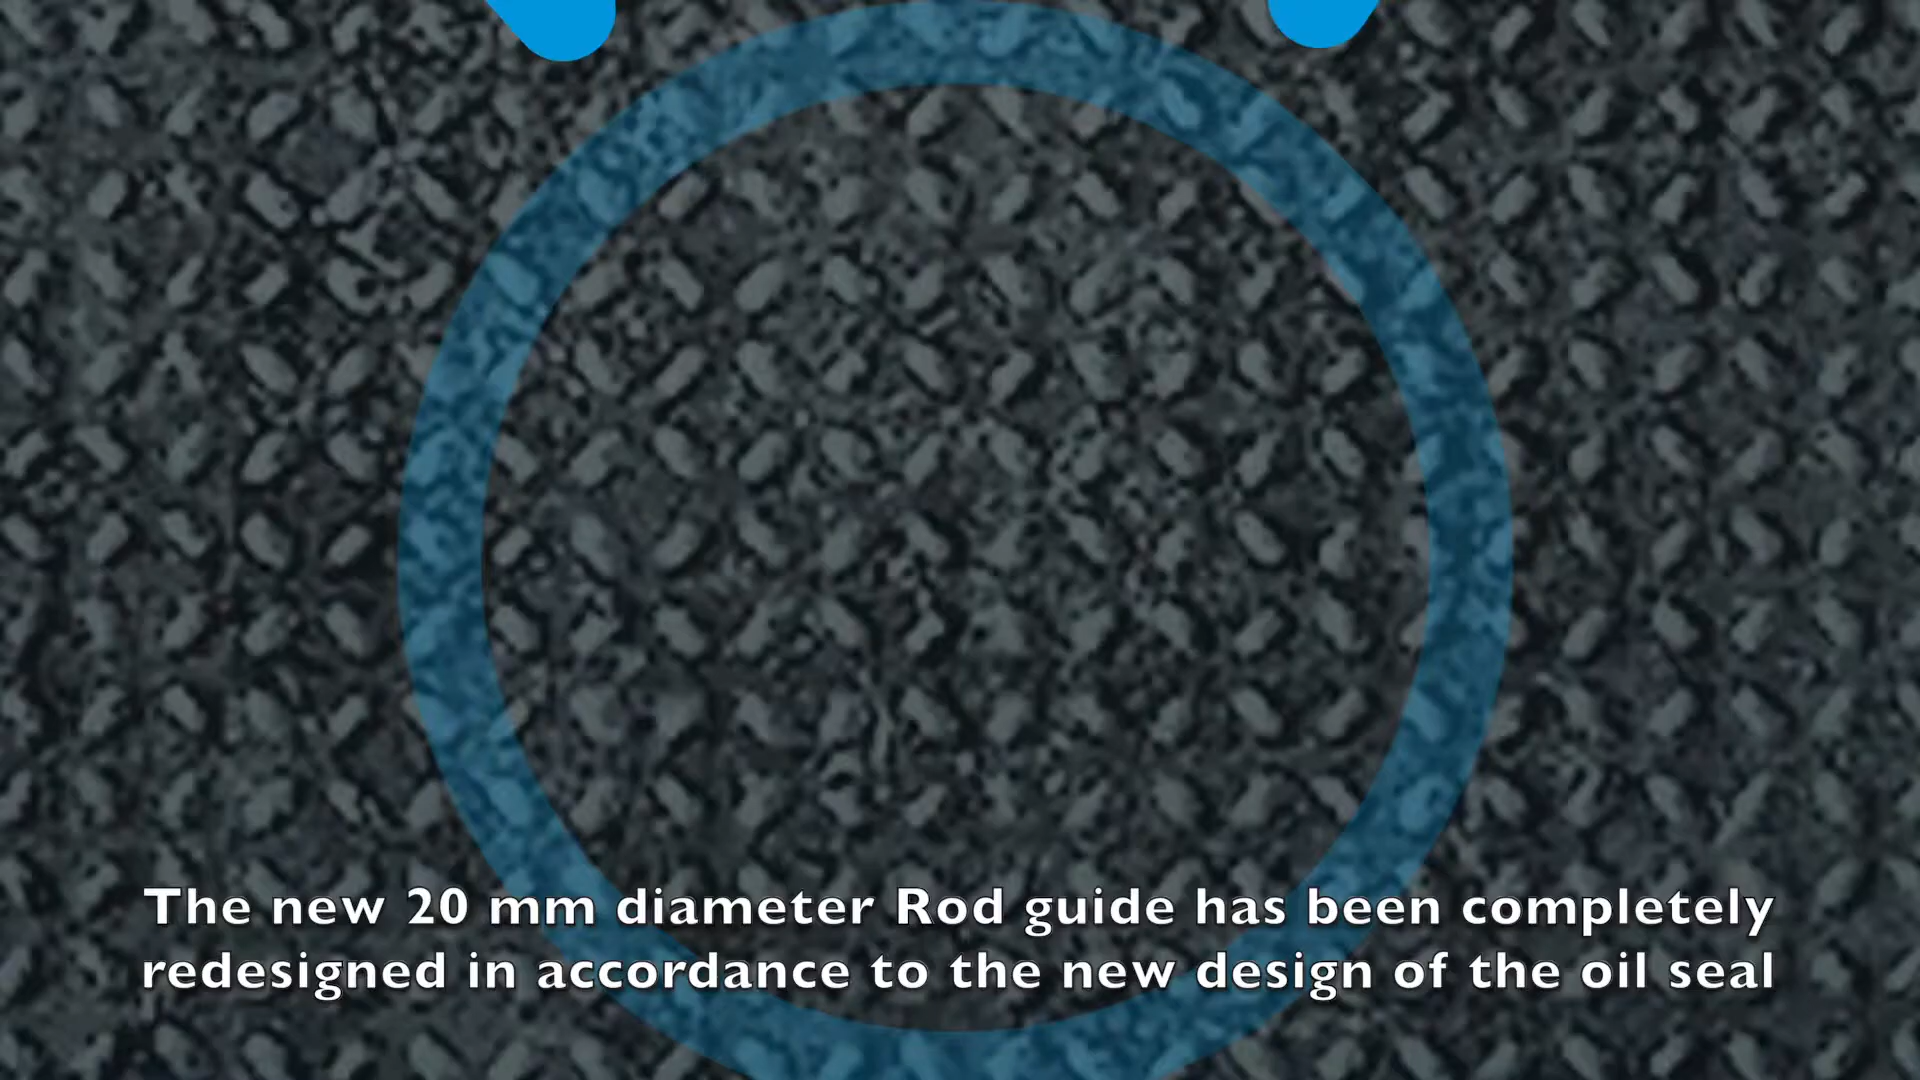 The new 20 mm diameter Rod guide has been completely
redesigned in accordance to the new design of the oil seal